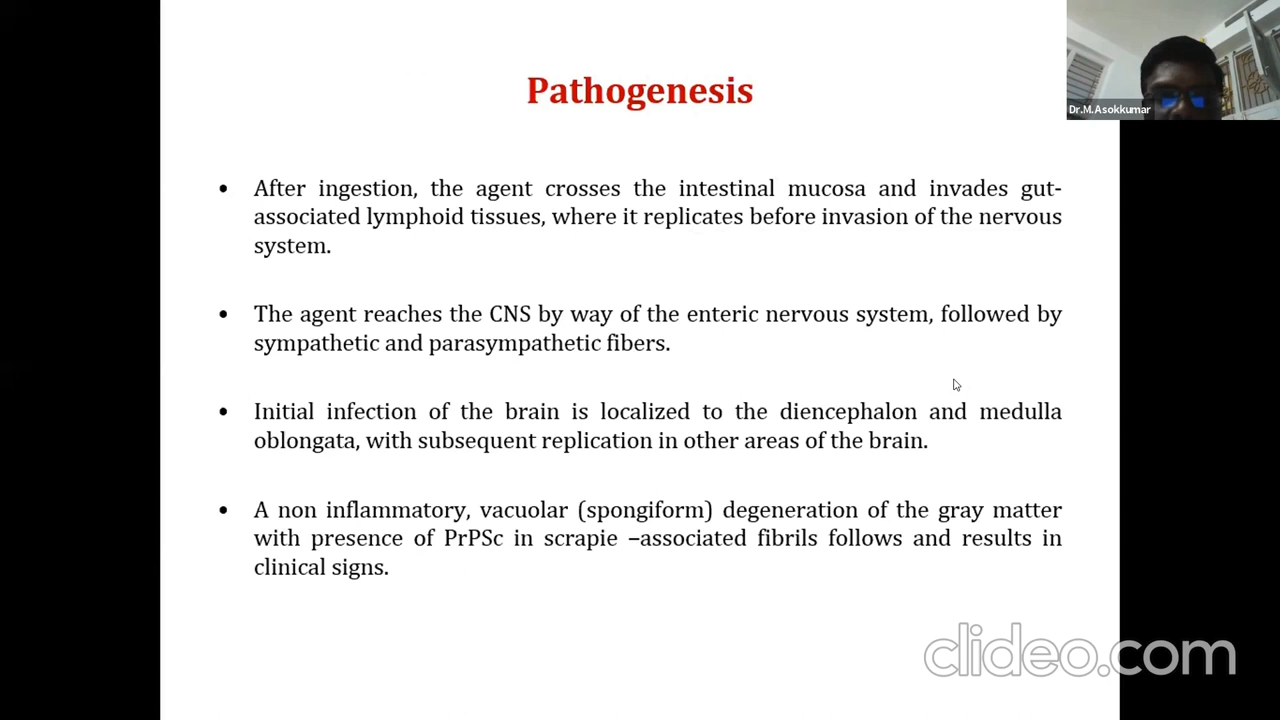 Pathogenesis
Dr.M.Asokkumar
• After ingestion, the agent crosses the intestinal mucosa and invades gut-
associated lymphoid tissues, where it replicates before invasion of the nervous
system.
• The agent reaches the CNS by way of the enteric nervous system, followed by
sympathetic and parasympathetic fibers.
• Initial infection of the brain is localized to the diencephalon and medulla
oblongata, with subsequent replication in other areas of the brain.
• A non inflammatory, vacuolar (spongiform) degeneration of the gray matter
with presence of PrPSc in scrapie –associated fibrils follows and results in
clinical signs.
clideo.com